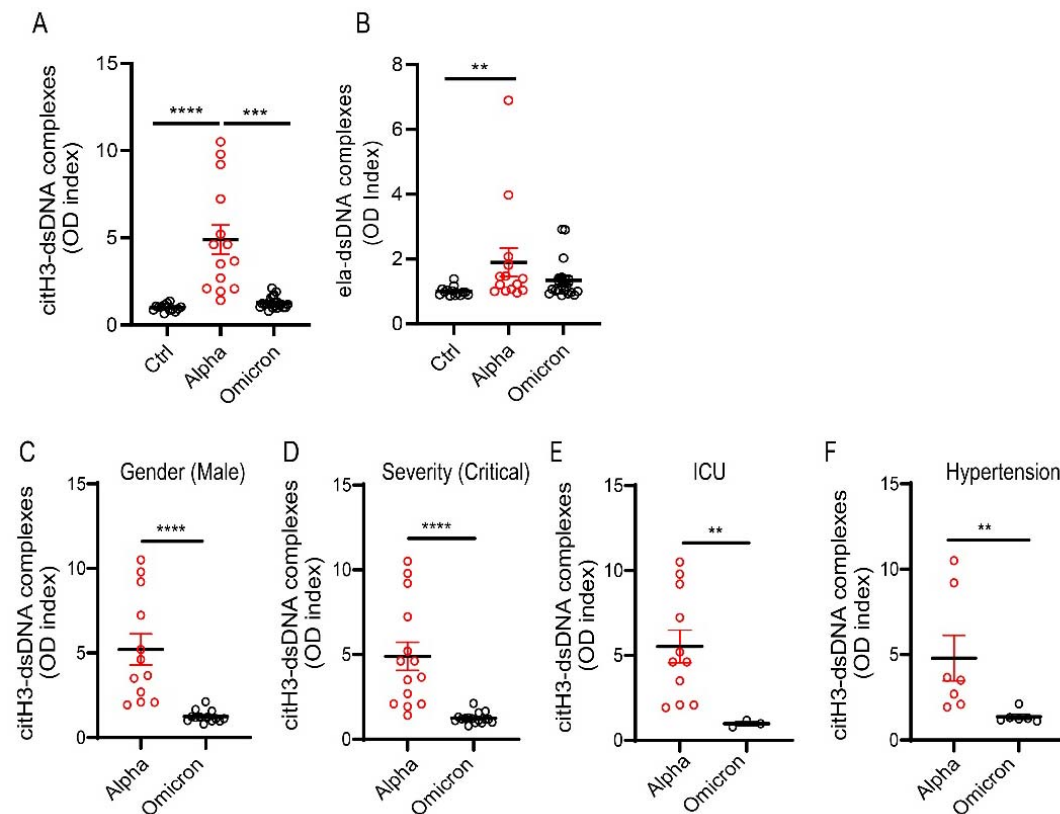 A
citH3-dsDNA complexes
(OD index)
15
10
5
0
****
***
Ctrl
Alpha
Omicron
B
ela-dsDNA complexes
(OD Index)
8
6
4
2
0
**
Ctrl
Alpha
Omicron
C
Gender (Male)
citH3-dsDNA complexes
(OD index)
15
10
5
0
****
Alpha
Omicron
D
Severity (Critical)
citH3-dsDNA complexes
(OD index)
15
10
5
0
****
Alpha
Omicron
E
ICU
citH3-dsDNA complexes
(OD index)
15
10
5
0
**
Alpha
Omicron
F
Hypertension
citH3-dsDNA complexes
(OD index)
15
10
5
0
**
Alpha
Omicron